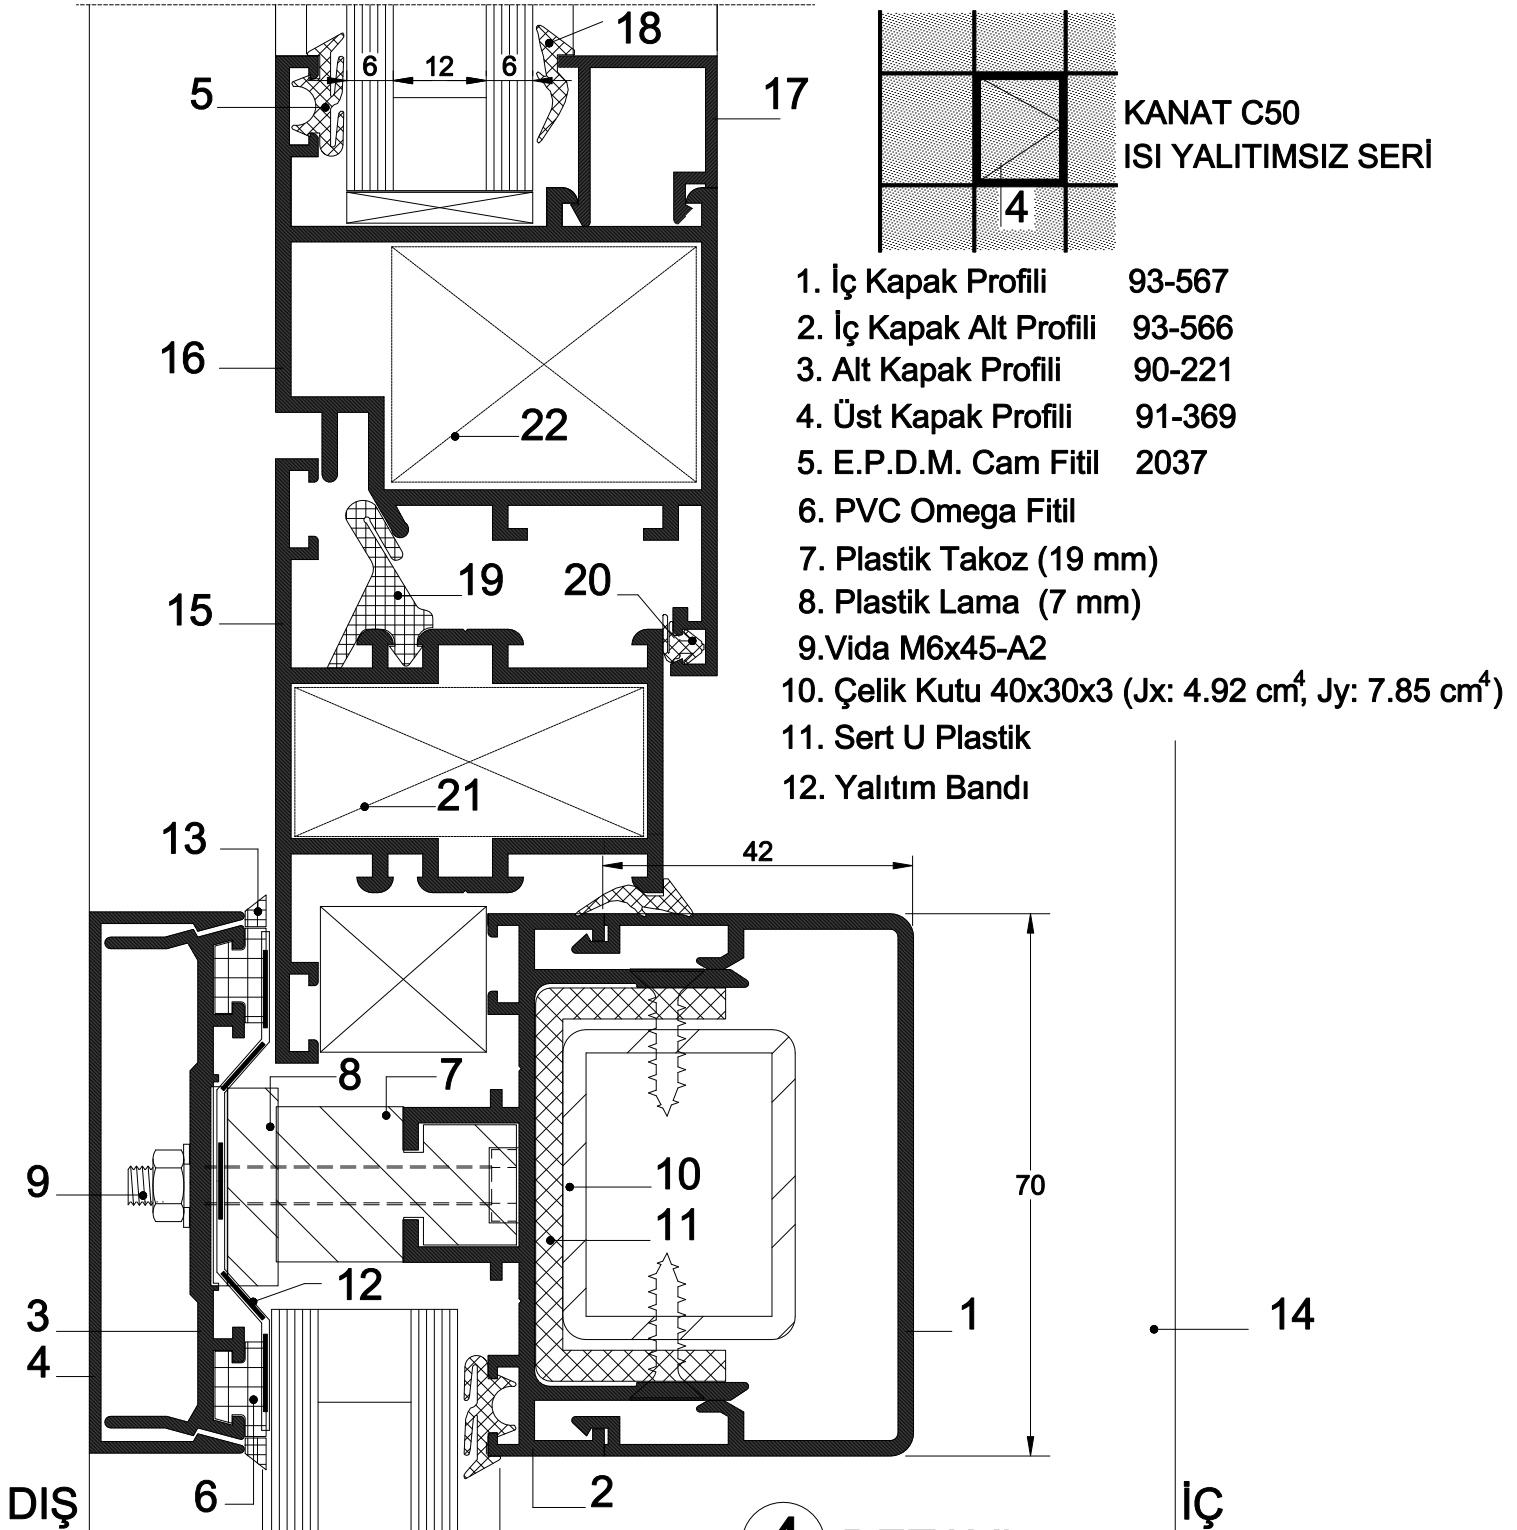 18
6 12 6
5
17
KANAT C50
ISI YALITIMSIZ SERİ
4
1. İç Kapak Profili 93-567
2. İç Kapak Alt Profili 93-566
3. Alt Kapak Profili 90-221
4. Üst Kapak Profili 91-369
5. E.P.D.M. Cam Fitil 2037
6. PVC Omega Fitil
7. Plastik Takoz (19 mm)
8. Plastik Lama (7 mm)
9.Vida M6x45-A2
10. Çelik Kutu 40x30x3 (Jx: 4.92 cm⁴, Jy: 7.85 cm⁴)
11. Sert U Plastik
12. Yalıtım Bandı
16
22
19 20
15
21
13
42
8 7
9
10
70
11
12
3
1
14
4
6
2
DIŞ
İÇ